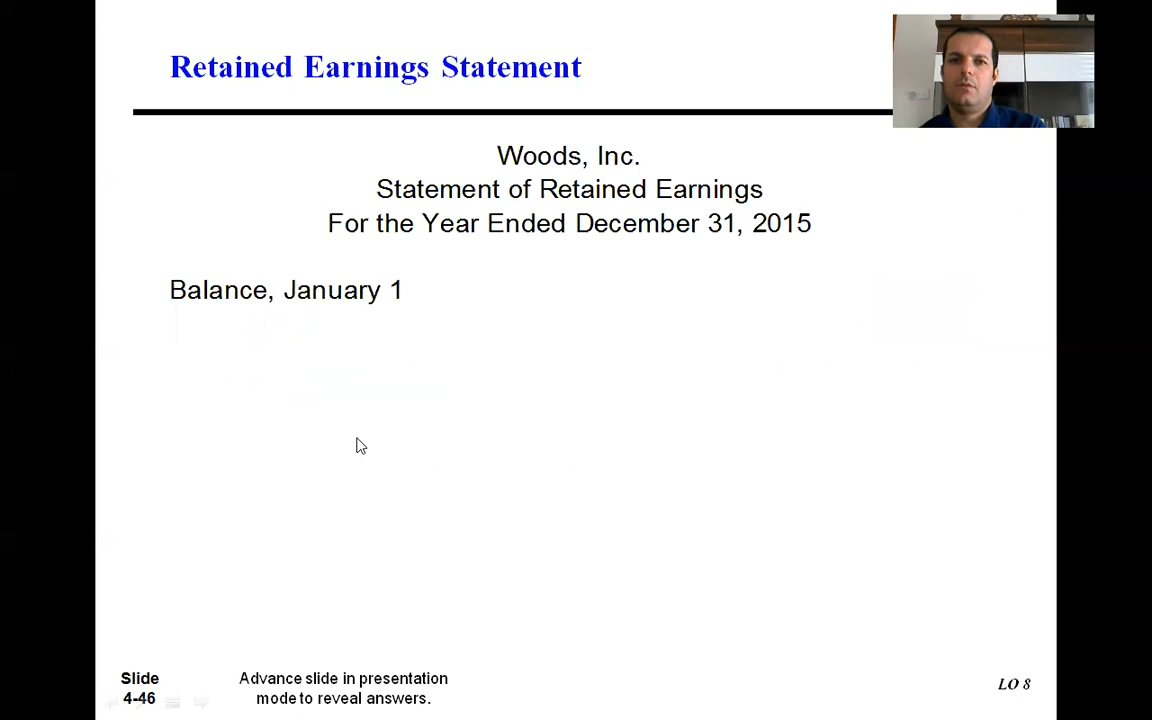 Retained Earnings Statement
Woods, Inc.
Statement of Retained Earnings
For the Year Ended December 31, 2015
Balance, January 1
Slide
4-46
Advance slide in presentation
mode to reveal answers.
LO 8